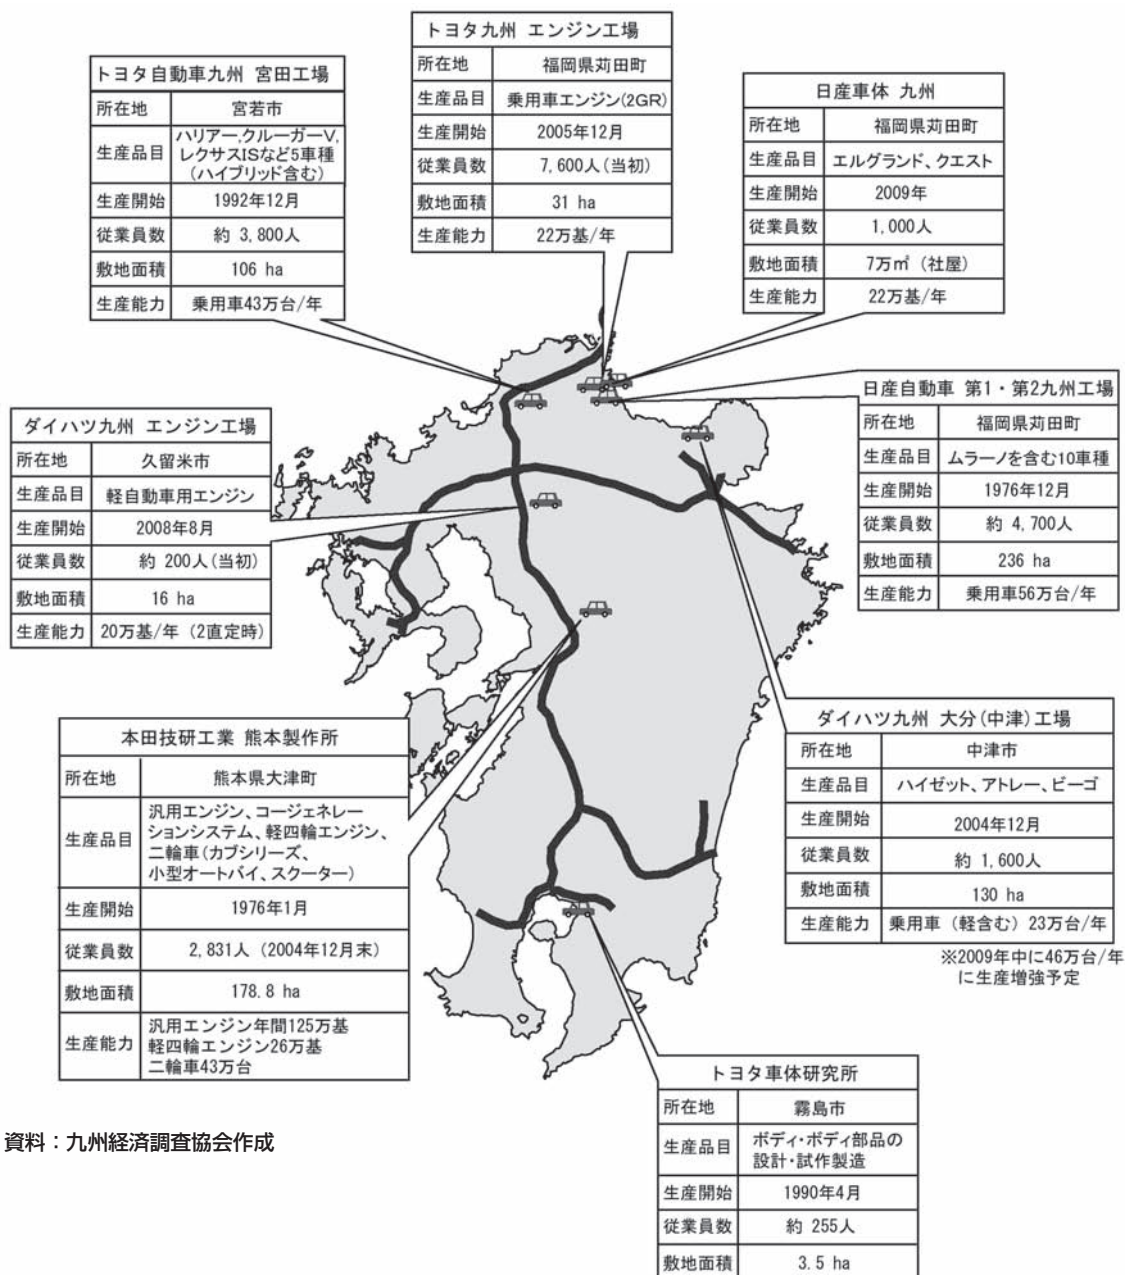 トヨタ九州 エンジン工場
所在地 福岡県苅田町
生産品目 乗用車エンジン(2GR)
生産開始 2005年12月
従業員数 7,600人(当初)
敷地面積 31 ha
生産能力 22万基/年
トヨタ自動車九州 宮田工場
所在地 宮若市
生産品目 ハリアー,クルーガーV,
レクサスISなど5車種
(ハイブリッド含む)
生産開始 1992年12月
従業員数 約 3,800人
敷地面積 106 ha
生産能力 乗用車43万台/年
日産車体 九州
所在地 福岡県苅田町
生産品目 エルグランド、クエスト
生産開始 2009年
従業員数 1,000人
敷地面積 7万㎡ (社屋)
生産能力 22万基/年
日産自動車 第1・第2九州工場
所在地 福岡県苅田町
生産品目 ムラーノを含む10車種
生産開始 1976年12月
従業員数 約 4,700人
敷地面積 236 ha
生産能力 乗用車56万台/年
ダイハツ九州 エンジン工場
所在地 久留米市
生産品目 軽自動車用エンジン
生産開始 2008年8月
従業員数 約 200人(当初)
敷地面積 16 ha
生産能力 20万基/年 (2直定時)
本田技研工業 熊本製作所
所在地 熊本県大津町
生産品目 汎用エンジン、コージェネレー
ションシステム、軽四輪エンジン、
二輪車(カブシリーズ、
小型オートバイ、スクーター)
生産開始 1976年1月
従業員数 2,831人 (2004年12月末)
敷地面積 178.8 ha
生産能力 汎用エンジン年間125万基
軽四輪エンジン26万基
二輪車43万台
ダイハツ九州 大分(中津)工場
所在地 中津市
生産品目 ハイゼット、アトレー、ビーゴ
生産開始 2004年12月
従業員数 約 1,600人
敷地面積 130 ha
生産能力 乗用車 (軽含む) 23万台/年
※2009年中に46万台/年
に生産増強予定
トヨタ車体研究所
所在地 霧島市
生産品目 ボディ・ボディ部品の
設計・試作製造
生産開始 1990年4月
従業員数 約 255人
敷地面積 3.5 ha
資料：九州経済調査協会作成